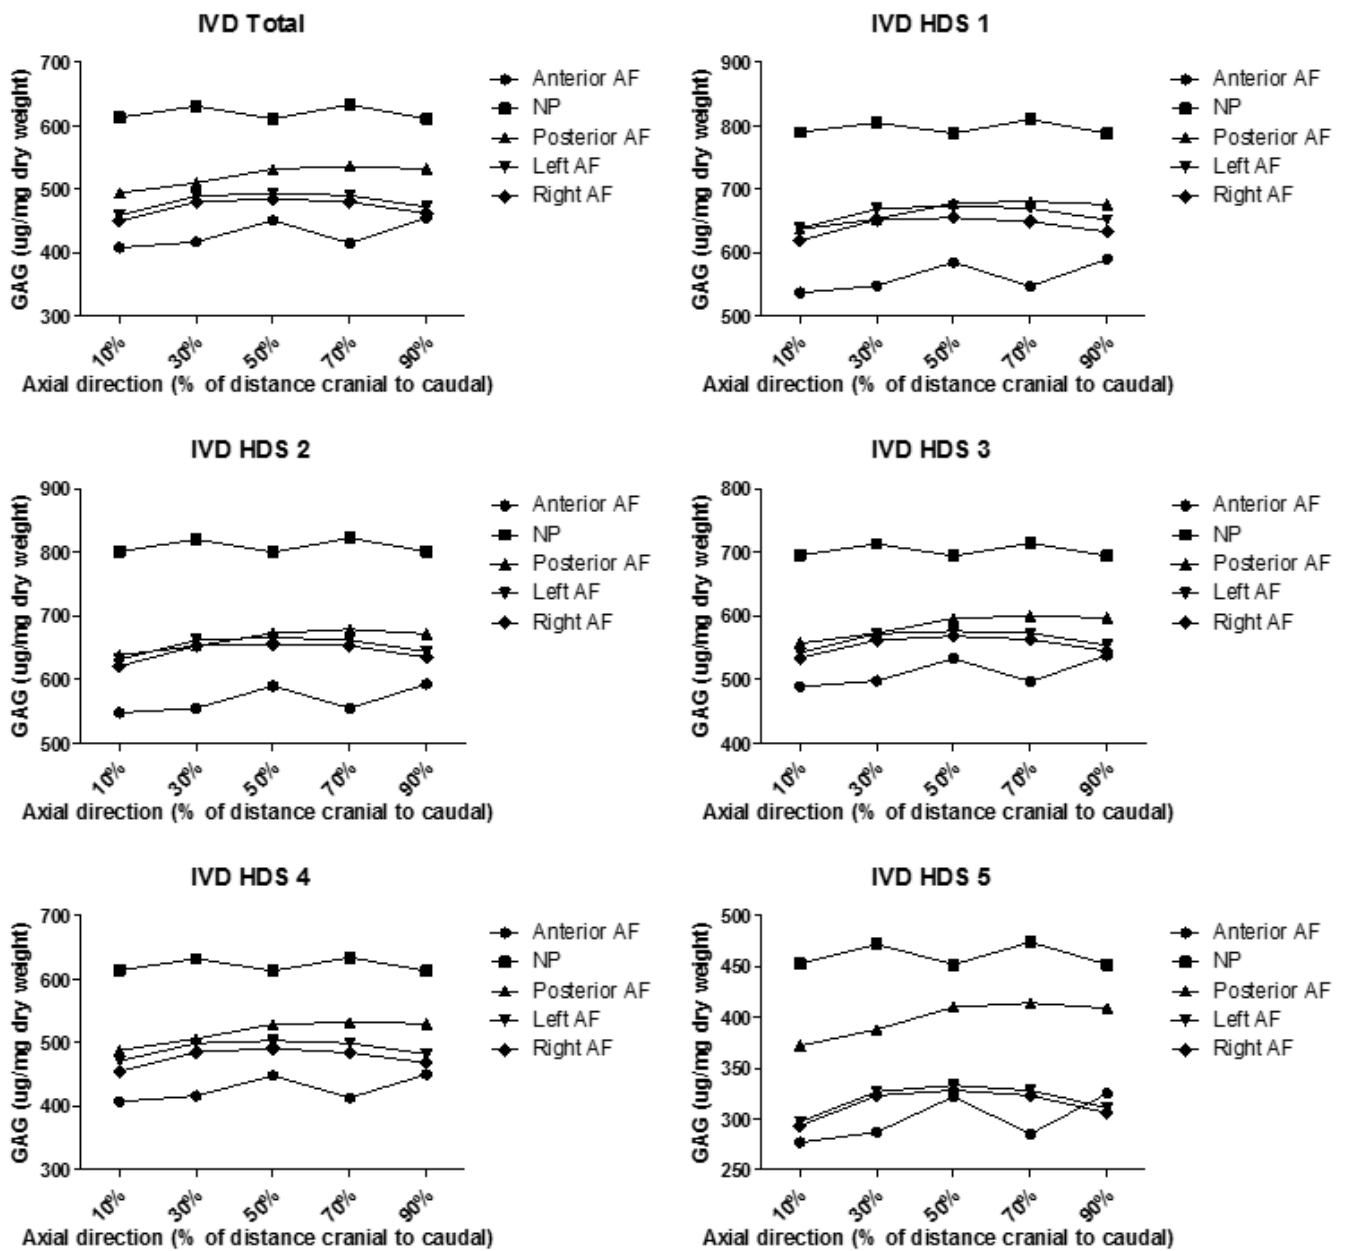 IVD Total
GAG (ug/mg dry weight)
700
600
500
400
300
10%
30%
50%
70%
90%
Axial direction (% of distance cranial to caudal)
Anterior AF
NP
Posterior AF
Left AF
Right AF
IVD HDS 1
GAG (ug/mg dry weight)
900
800
700
600
500
10%
30%
50%
70%
90%
Axial direction (% of distance cranial to caudal)
Anterior AF
NP
Posterior AF
Left AF
Right AF
IVD HDS 2
GAG (ug/mg dry weight)
900
800
700
600
500
10%
30%
50%
70%
90%
Axial direction (% of distance cranial to caudal)
Anterior AF
NP
Posterior AF
Left AF
Right AF
IVD HDS 3
GAG (ug/mg dry weight)
800
700
600
500
400
10%
30%
50%
70%
90%
Axial direction (% of distance cranial to caudal)
Anterior AF
NP
Posterior AF
Left AF
Right AF
IVD HDS 4
GAG (ug/mg dry weight)
700
600
500
400
300
10%
30%
50%
70%
90%
Axial direction (% of distance cranial to caudal)
Anterior AF
NP
Posterior AF
Left AF
Right AF
IVD HDS 5
GAG (ug/mg dry weight)
500
450
400
350
300
250
10%
30%
50%
70%
90%
Axial direction (% of distance cranial to caudal)
Anterior AF
NP
Posterior AF
Left AF
Right AF